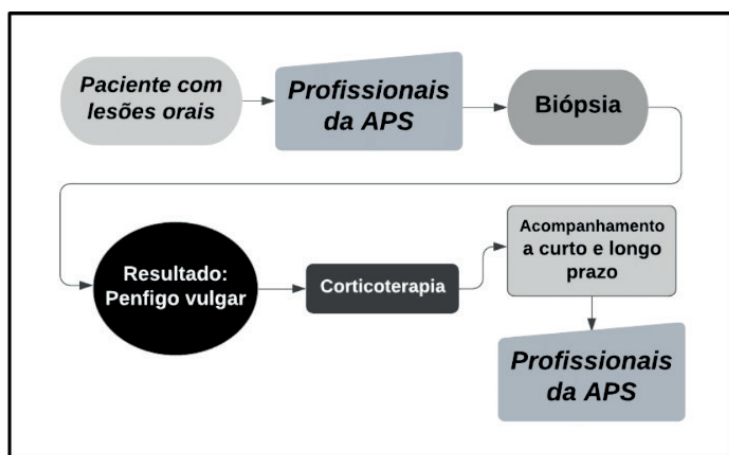 Paciente com
lesões orais
Profissionais
da APS
Biópsia
Resultado:
Penfigo vulgar
Corticoterapia
Acompanhamento
a curto e longo
prazo
Profissionais
da APS